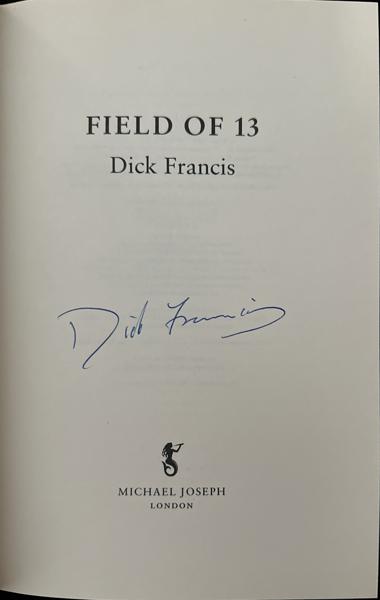 FIELD OF 13
Dick Francis
Dick Francis
MICHAEL JOSEPH
LONDON